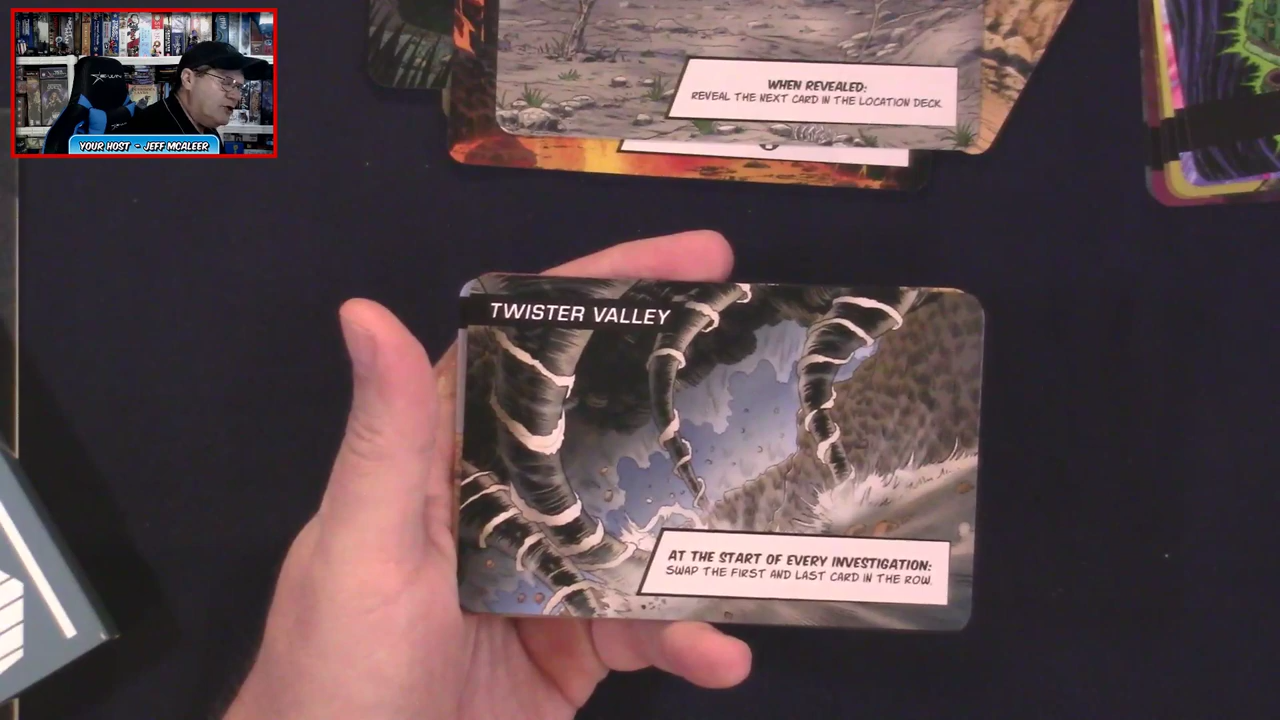 WHEN REVEALED:
REVEAL THE NEXT CARD IN THE LOCATION DECK.
YOUR HOST - JEFF MCALEER
TWISTER VALLEY
AT THE START OF EVERY INVESTIGATION:
SWAP THE FIRST AND LAST CARD IN THE ROW.